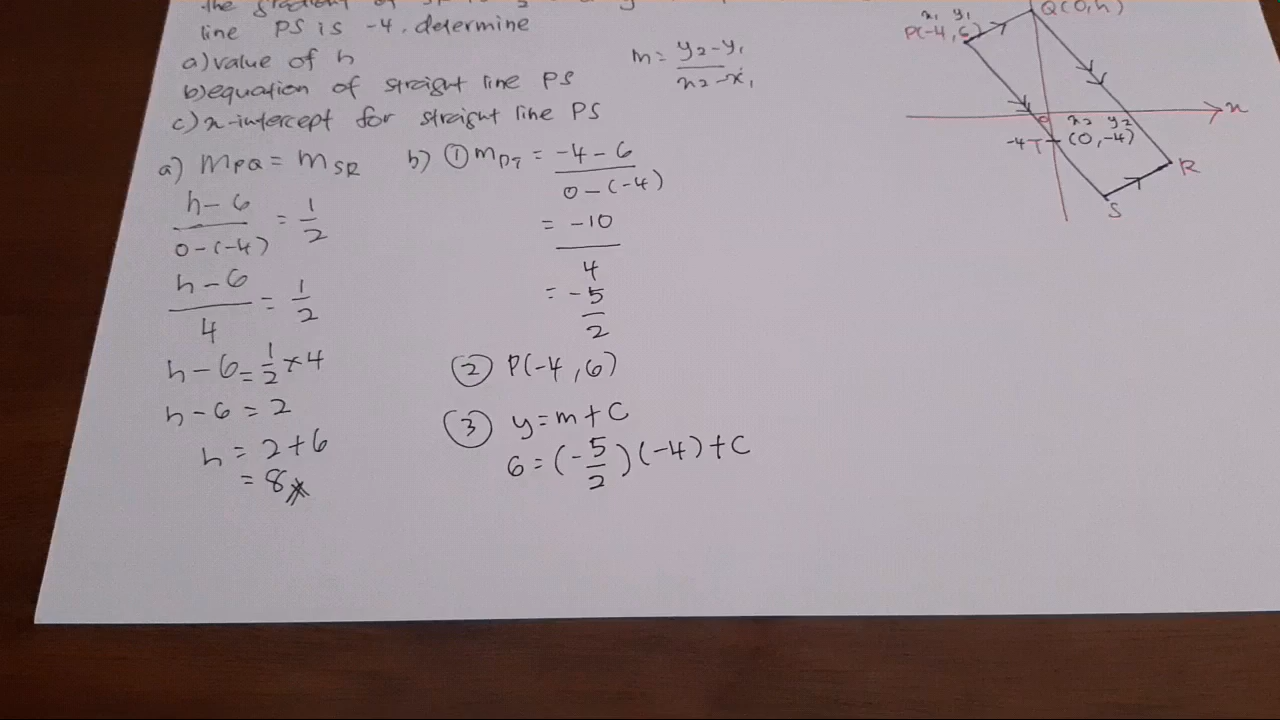 line PS is -4. determine
a) value of h
b) equation of straight line PS
c) x-intercept for straight line PS
m = y2-y1
x2-x1
a) mPQ = mSR
h-6 = 1
0-(-4) 2
h-6 = 1
4 2
h-6 = 1/2 × 4
h-6 = 2
h = 2+6
= 8
b) ① mPT = -4-6
0-(-4)
= -10
4
= -5
2
② P(-4,6)
③ y = m+c
6 = (-5/2)(-4)+c
x1 y1
P(-4,6)
Q(0,h)
x
x2 y2
-4 T (0,-4)
R
S